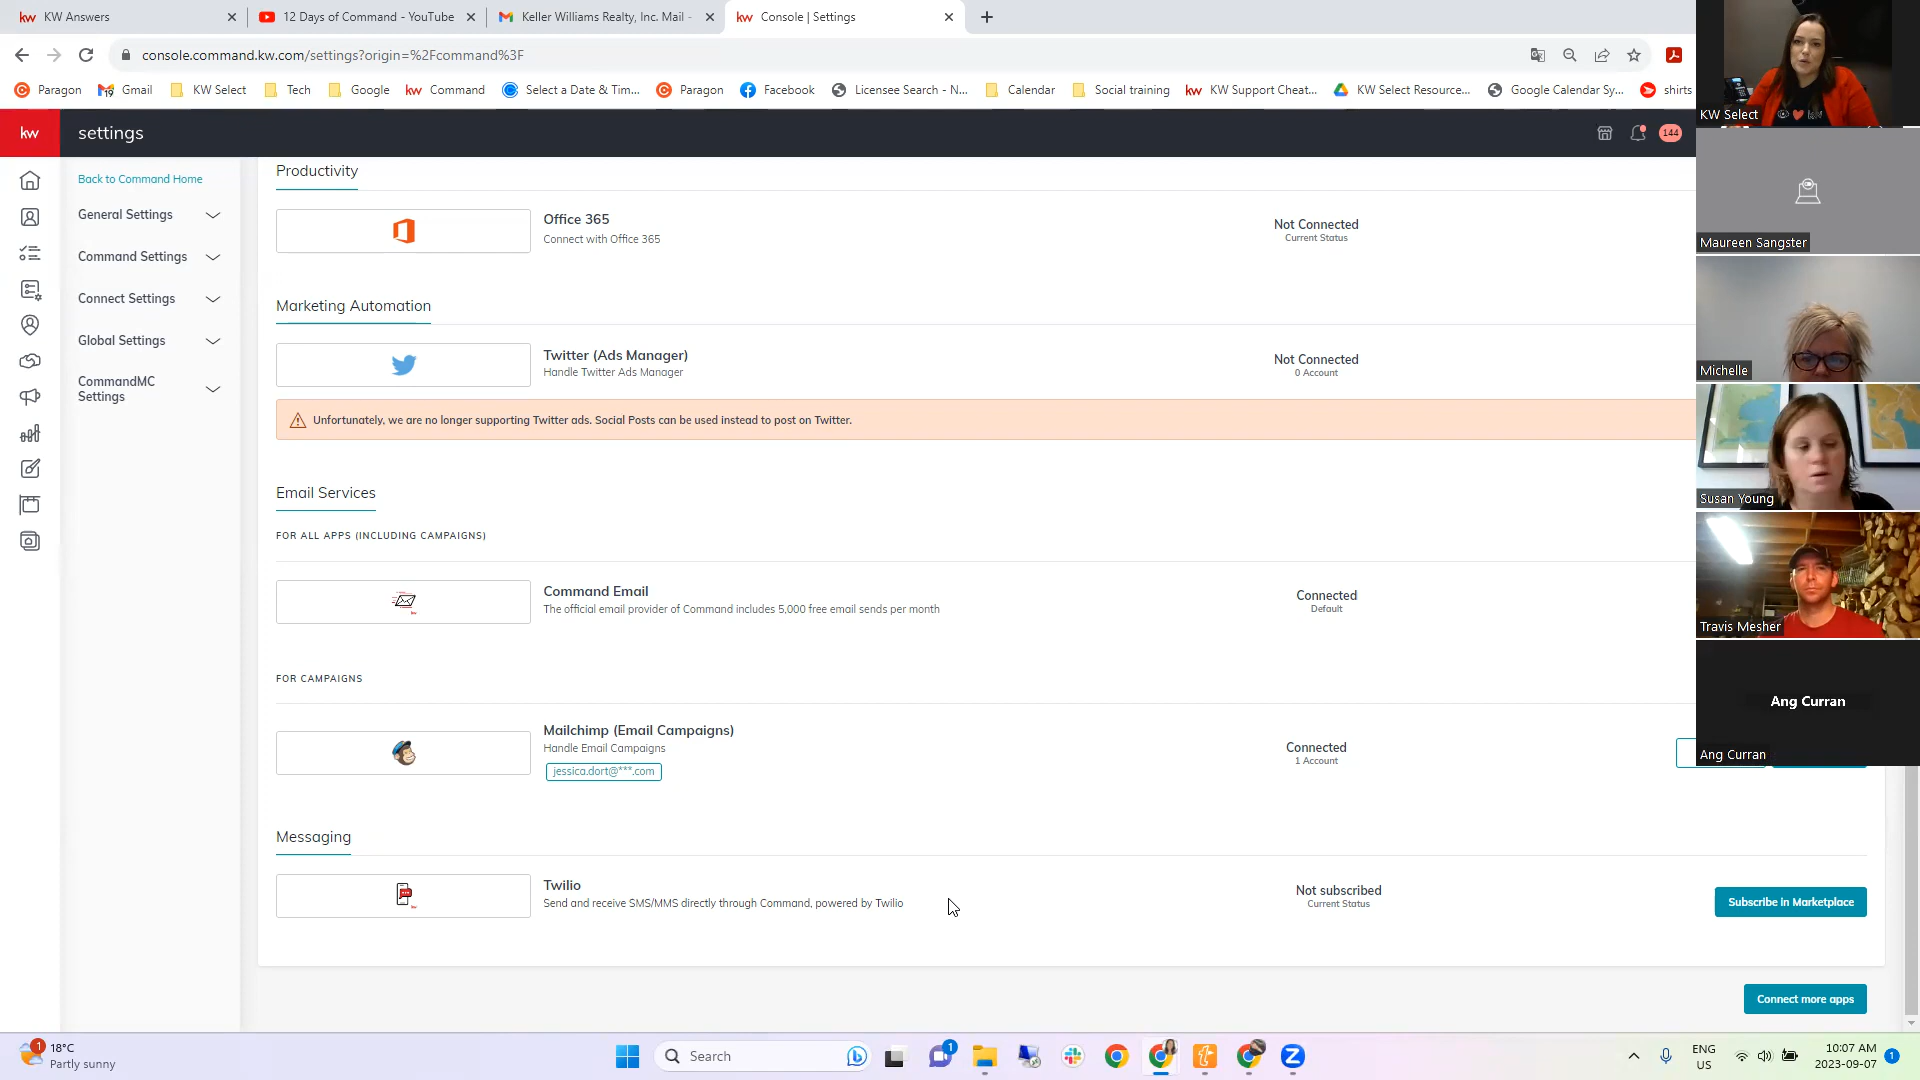 kw KW Answers
12 Days of Command - YouTube
Keller Williams Realty, Inc. Mail -
kw Console | Settings
console.command.kw.com/settings?origin=%2Fcommand%3F
Paragon
Gmail
KW Select
Tech
Google
kw Command
Select a Date & Tim...
Paragon
Facebook
Licensee Search - N...
Calendar
Social training
kw KW Support Cheat...
KW Select Resource...
Google Calendar Sy...
shirts
KW Select
kw
settings
144
Back to Command Home
General Settings
Command Settings
Connect Settings
Global Settings
CommandMC
Settings
Productivity
Office 365
Connect with Office 365
Not Connected
Current Status
Marketing Automation
Twitter (Ads Manager)
Handle Twitter Ads Manager
Not Connected
0 Account
Unfortunately, we are no longer supporting Twitter ads. Social Posts can be used instead to post on Twitter.
Email Services
FOR ALL APPS (INCLUDING CAMPAIGNS)
Command Email
The official email provider of Command includes 5,000 free email sends per month
Connected
Default
FOR CAMPAIGNS
Mailchimp (Email Campaigns)
Handle Email Campaigns
jessica.dort@***.com
Connected
1 Account
Messaging
Twilio
Send and receive SMS/MMS directly through Command, powered by Twilio
Not subscribed
Current Status
Subscribe in Marketplace
Connect more apps
Maureen Sangster
Michelle
Susan Young
Travis Mesher
Ang Curran
Ang Curran
1
18°C
Partly sunny
Search
1
ENG
US
10:07 AM
2023-09-07
1